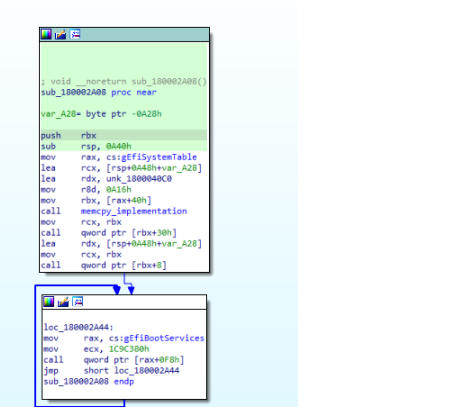 ; void __noreturn sub_180002A08()
sub_180002A08 proc near
var_A28= byte ptr -0A28h
push rbx
sub rsp, 0A40h
mov rax, cs:gEfiSystemTable
lea rcx, [rsp+0A48h+var_A28]
lea rdx, unk_1800040C0
mov r8d, 0A16h
mov rbx, [rax+40h]
call memcpy_implementation
mov rcx, rbx
call qword ptr [rbx+30h]
lea rdx, [rsp+0A48h+var_A28]
mov rcx, rbx
call qword ptr [rbx+8]
loc_180002A44:
mov rax, cs:gEfiBootServices
mov ecx, 1C9C380h
call qword ptr [rax+0F8h]
jmp short loc_180002A44
sub_180002A08 endp